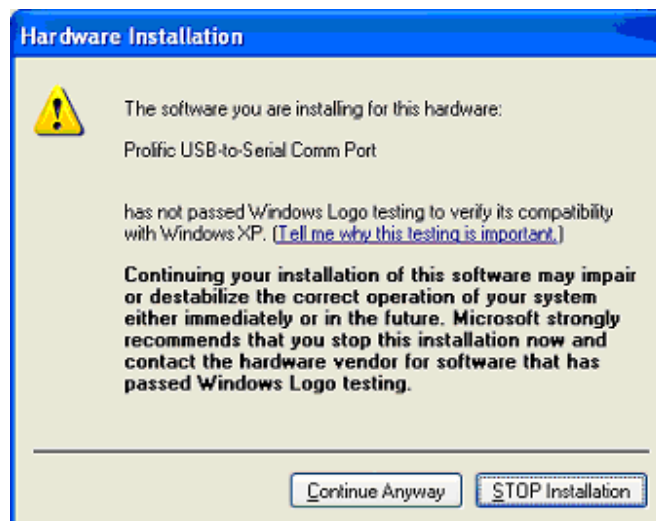 Hardware Installation
The software you are installing for this hardware:
Prolific USB-to-Serial Comm Port
has not passed Windows Logo testing to verify its compatibility
with Windows XP. (Tell me why this testing is important.)
Continuing your installation of this software may impair
or destabilize the correct operation of your system
either immediately or in the future. Microsoft strongly
recommends that you stop this installation now and
contact the hardware vendor for software that has
passed Windows Logo testing.
Continue Anyway
STOP Installation